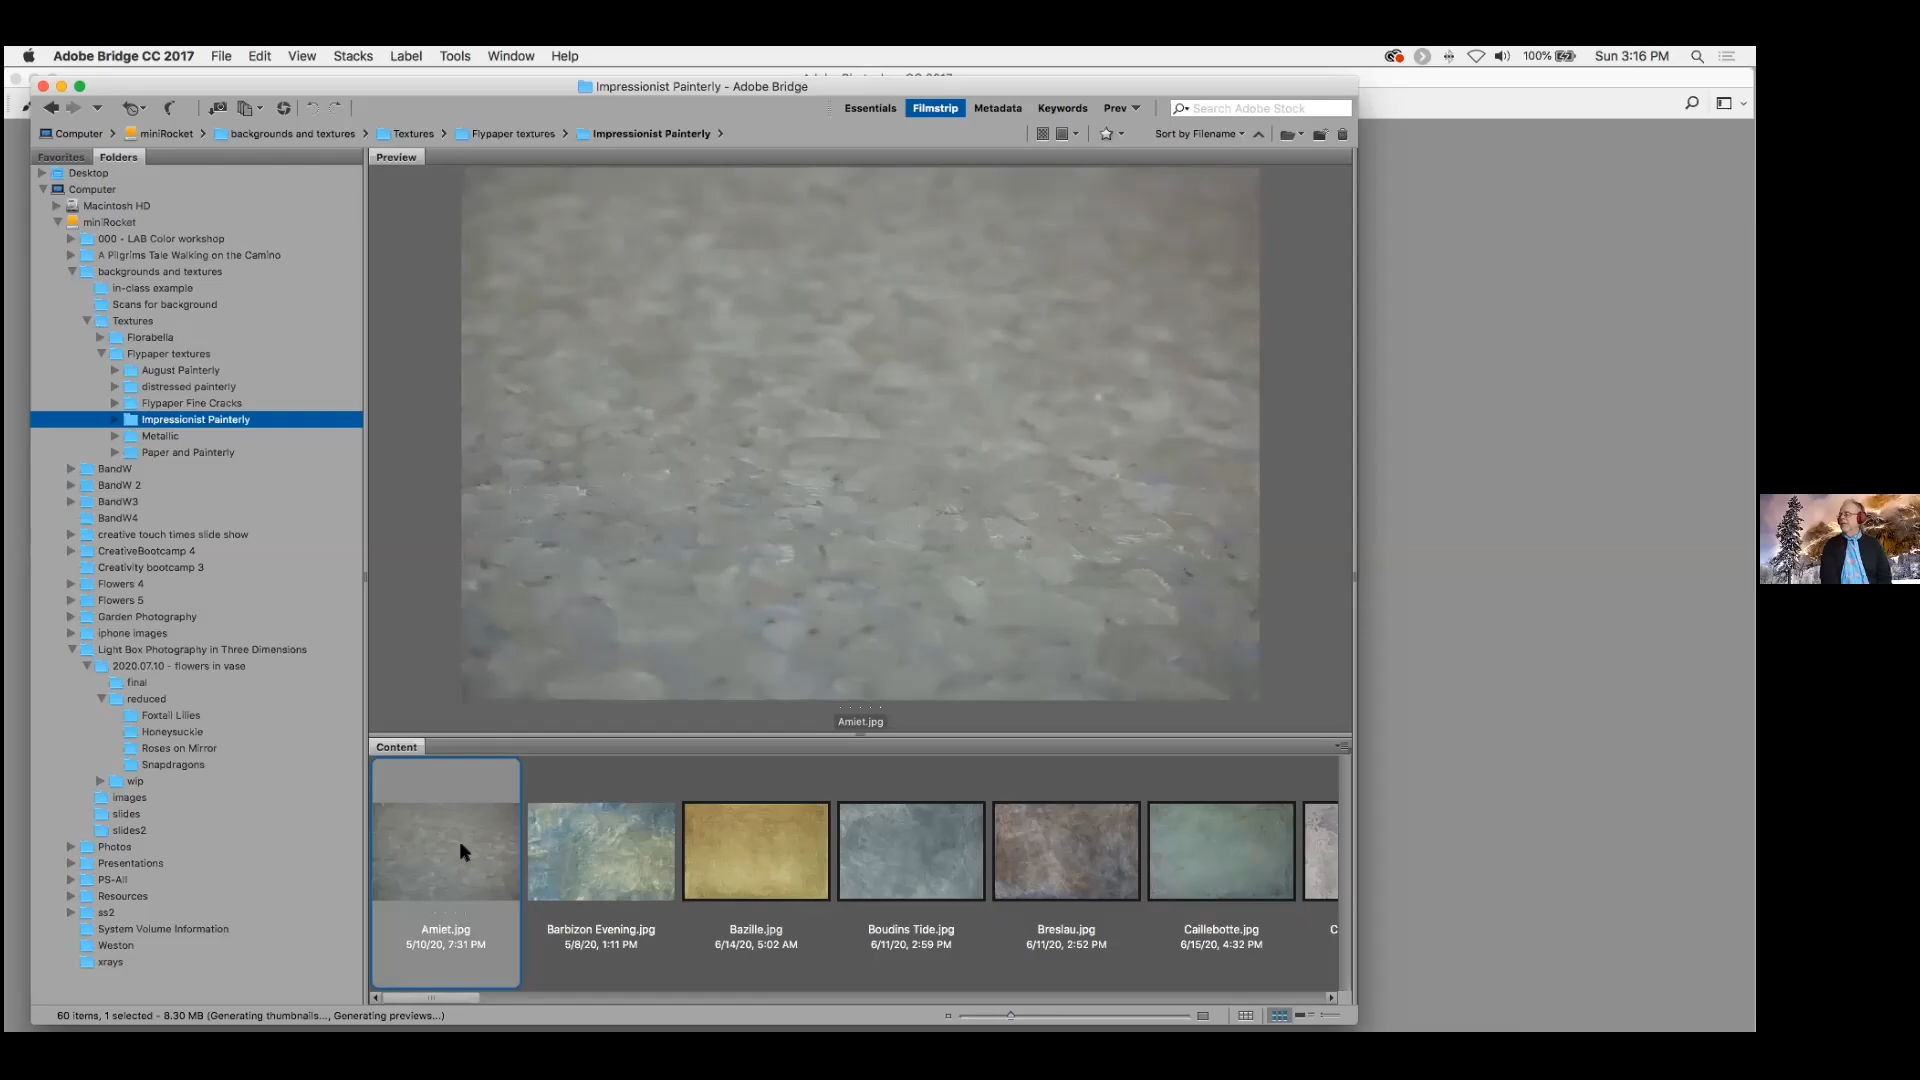 Adobe Bridge CC 2017 File Edit View Stacks Label Tools Window Help 100% Sun 3:16 PM
Impressionist Painterly - Adobe Bridge
Essentials Filmstrip Metadata Keywords Prev Search Adobe Stock
Computer miniRocket backgrounds and textures Textures Flypaper textures Impressionist Painterly Sort by Filename
Favorites Folders Preview
Desktop
Computer
Macintosh HD
miniRocket
000 - LAB Color workshop
A Pilgrims Tale Walking on the Camino
backgrounds and textures
in-class example
Scans for background
Textures
Florabella
Flypaper textures
August Painterly
distressed painterly
Flypaper Fine Cracks
Impressionist Painterly
Metallic
Paper and Painterly
BandW
BandW 2
BandW3
BandW4
creative touch times slide show
CreativeBootcamp 4
Creativity bootcamp 3
Flowers 4
Flowers 5
Garden Photography
iphone images
Light Box Photography in Three Dimensions
2020.07.10 - flowers in vase
final
reduced
Foxtail Lilies
Honeysuckie
Roses on Mirror
Snapdragons
wip
images
slides
slides2
Photos
Presentations
PS-All
Resources
ss2
System Volume Information
Weston
xrays
Amiet.jpg
Content
Amiet.jpg
5/10/20, 7:31 PM
Barbizon Evening.jpg
5/8/20, 1:11 PM
Bazille.jpg
6/14/20, 5:02 AM
Boudins Tide.jpg
6/11/20, 2:59 PM
Breslau.jpg
6/11/20, 2:52 PM
Caillebotte.jpg
6/15/20, 4:32 PM
C
60 items, 1 selected - 8.30 MB (Generating thumbnails..., Generating previews...)